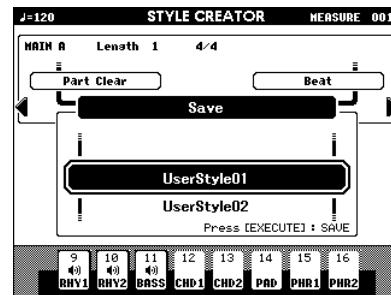 ♩=120 STYLE CREATOR MEASURE 001
MAIN A Length 1 4/4
Part Clear Beat
Save
UserStyle01
UserStyle02
Press [EXECUTE] : SAVE
9 10 11 12 13 14 15 16
RHY1 RHY2 BASS CHD1 CHD2 PAD PHR1 PHR2